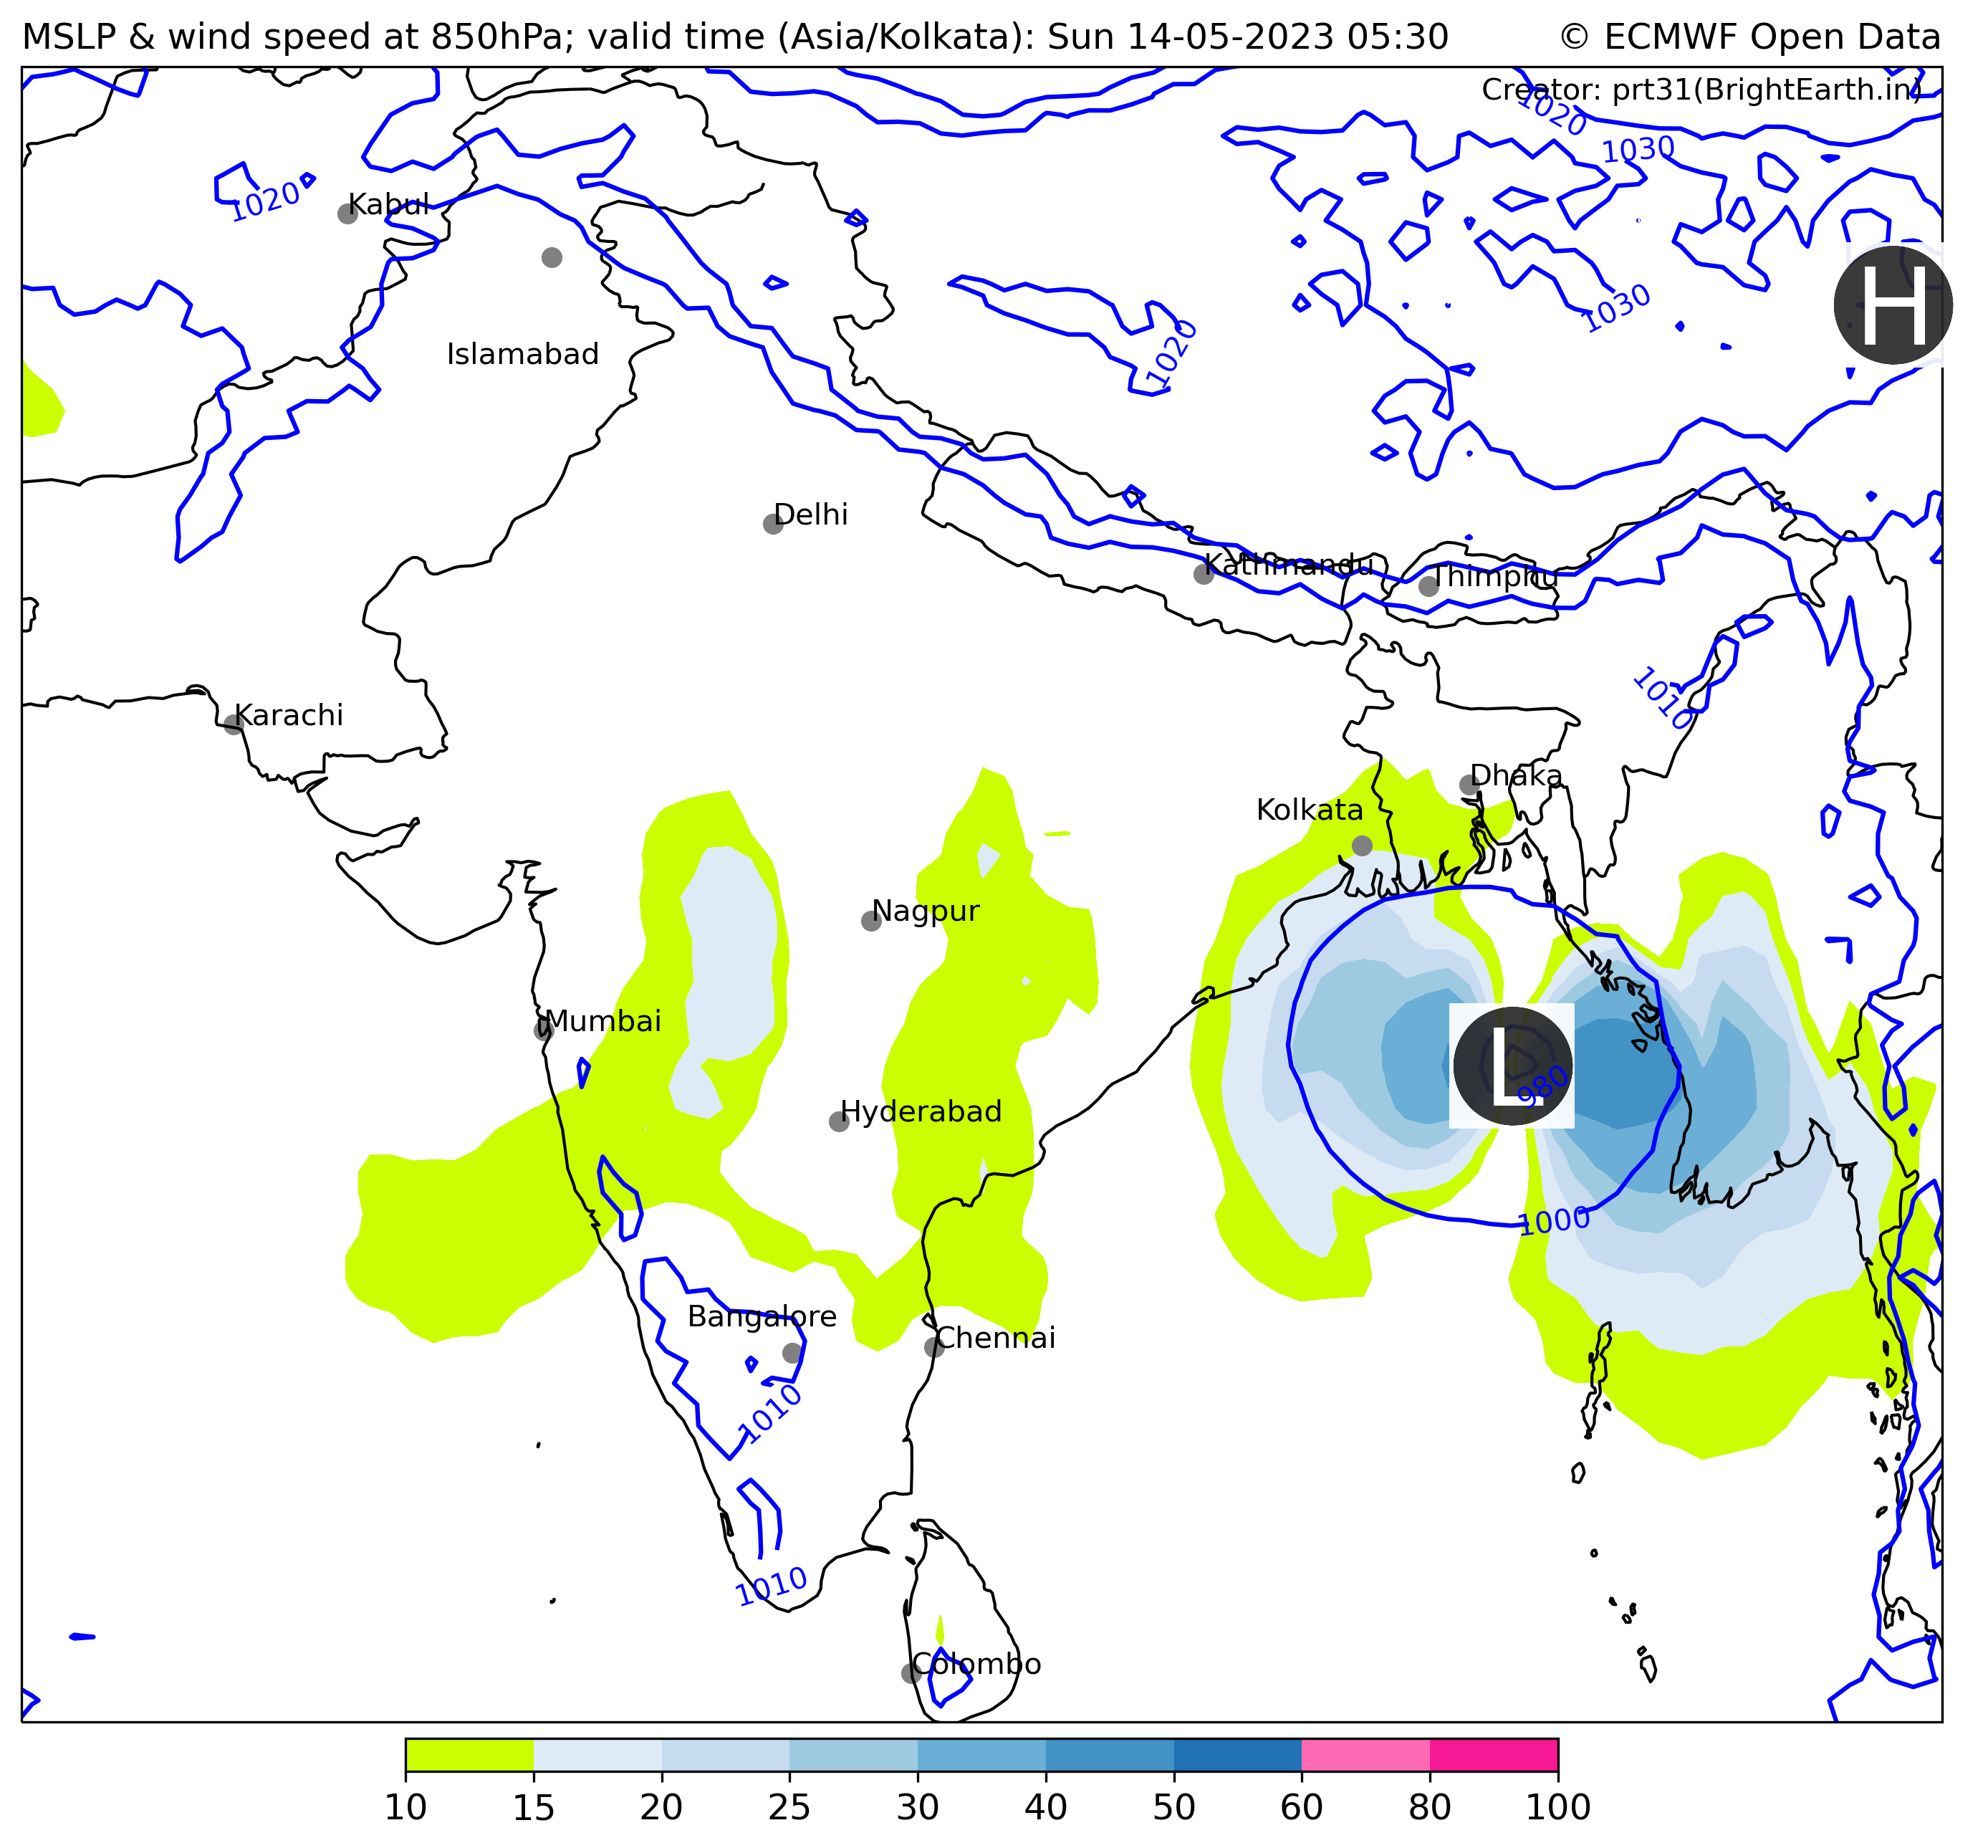 MSLP & wind speed at 850hPa; valid time (Asia/Kolkata): Sun 14-05-2023 05:30
© ECMWF Open Data
Creator: prt31(BrightEarth.in)
1020
1030
1020
Kabul
H
1030
1020
Islamabad
Delhi
Kathmandu
Thimphu
1010
Karachi
Dhaka
Kolkata
Nagpur
Mumbai
L
980
Hyderabad
1000
Bangalore
Chennai
1010
1010
Colombo
10 15 20 25 30 40 50 60 80 100